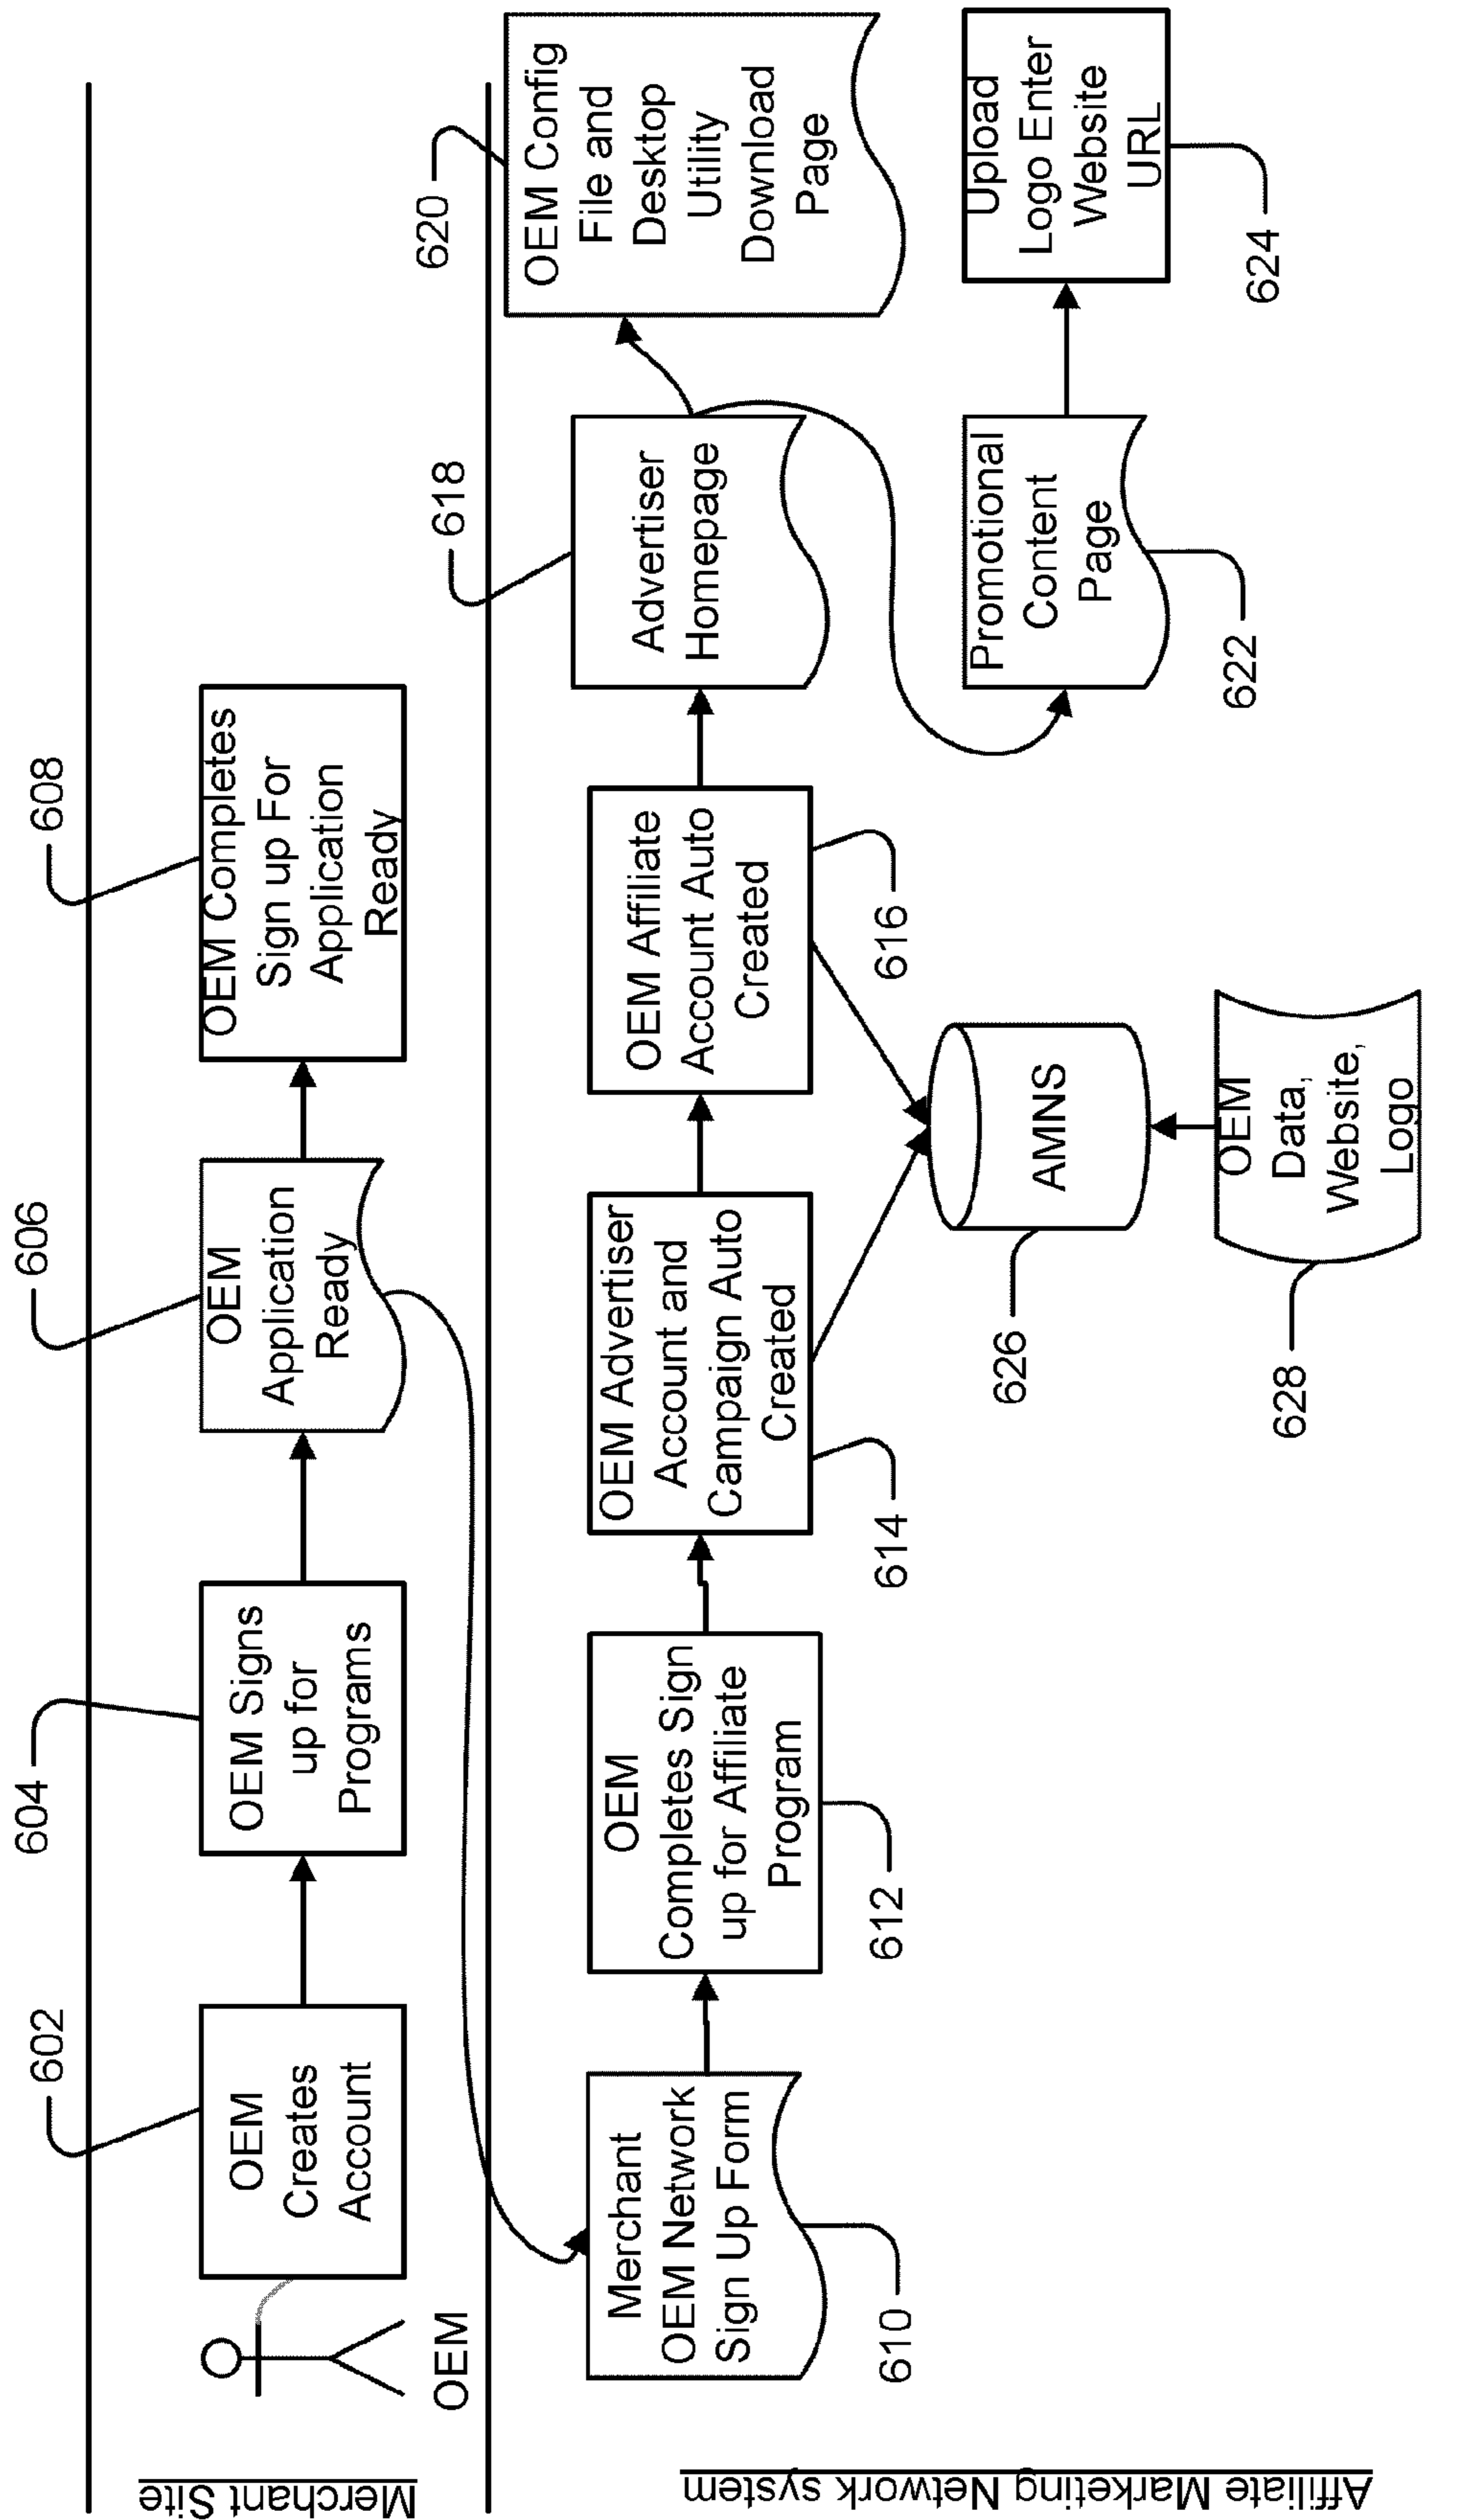 Merchant Site
OEM
602
OEM
Creates
Account
604
OEM Signs
up for
Programs
606
OEM
Application
Ready
608
OEM Completes
Sign up For
Application
Ready
Affiliate Marketing Network system
Merchant
OEM Network
Sign Up Form
610
OEM
Completes Sign
up for Affiliate
Program
612
OEM Advertiser
Account and
Campaign Auto
Created
614
OEM Affiliate
Account Auto
Created
616
618
Advertiser
Homepage
620
OEM Config
File and
Desktop
Utility
Download
Page
Promotional
Content
Page
622
Upload
Logo Enter
Website
URL
624
AMNS
626
OEM
Data,
Website,
Logo
628